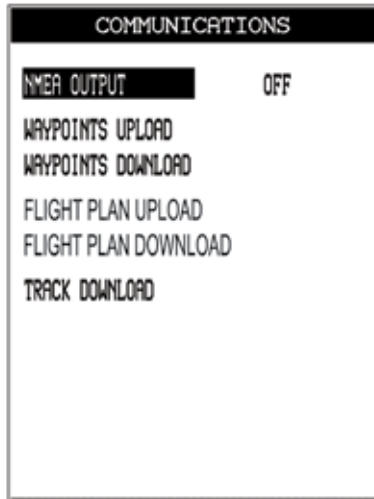 COMMUNICATIONS
NMEA OUTPUT OFF
WAYPOINTS UPLOAD
WAYPOINTS DOWNLOAD
FLIGHT PLAN UPLOAD
FLIGHT PLAN DOWNLOAD
TRACK DOWNLOAD